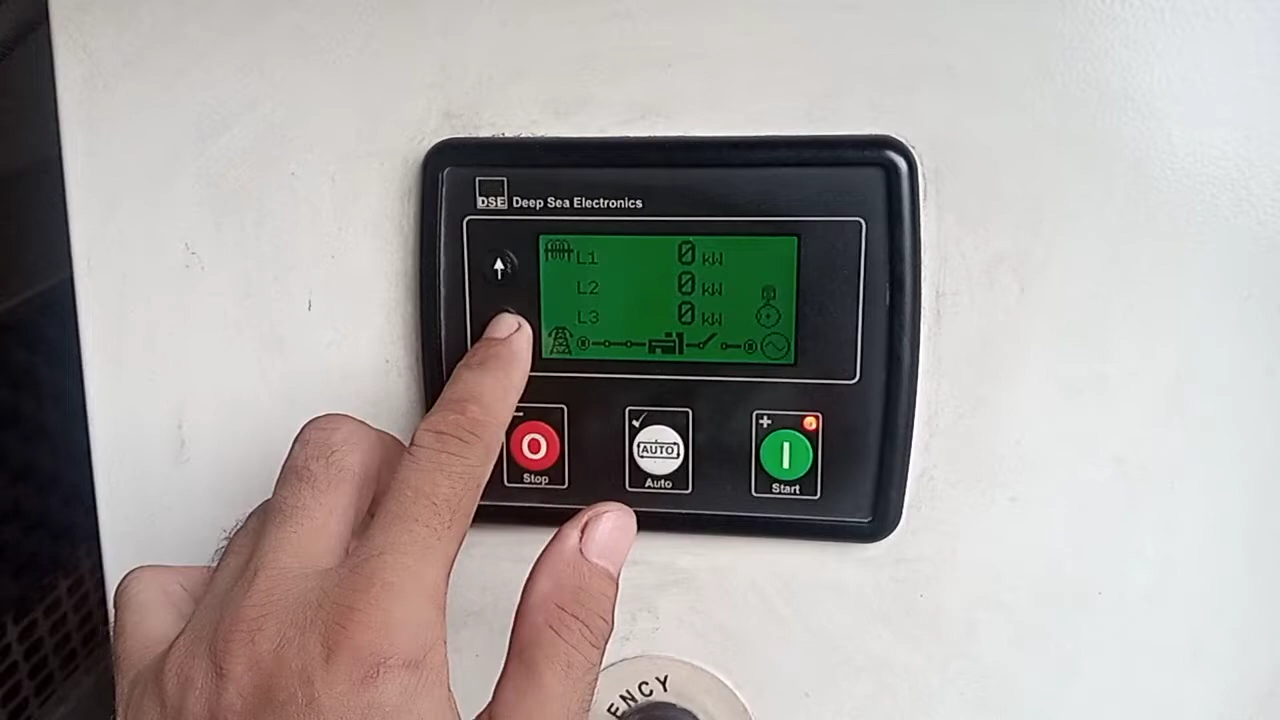 DSE Deep Sea Electronics
L1 0 kW
L2 0 kW
L3 0 kW
Stop
AUTO
Auto
Start
ENCY